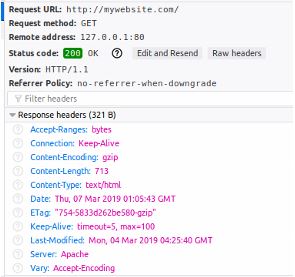 Request URL: http://mywebsite.com/
Request method: GET
Remote address: 127.0.0.1:80
Status code: 200 OK ? Edit and Resend Raw headers
Version: HTTP/1.1
Referrer Policy: no-referrer-when-downgrade
Filter headers
Response headers (321 B)
? Accept-Ranges: bytes
? Connection: Keep-Alive
? Content-Encoding: gzip
? Content-Length: 713
? Content-Type: text/html
? Date: Thu, 07 Mar 2019 01:05:43 GMT
? ETag: "754-5833d262be580-gzip"
? Keep-Alive: timeout=5, max=100
? Last-Modified: Mon, 04 Mar 2019 04:25:40 GMT
? Server: Apache
? Vary: Accept-Encoding